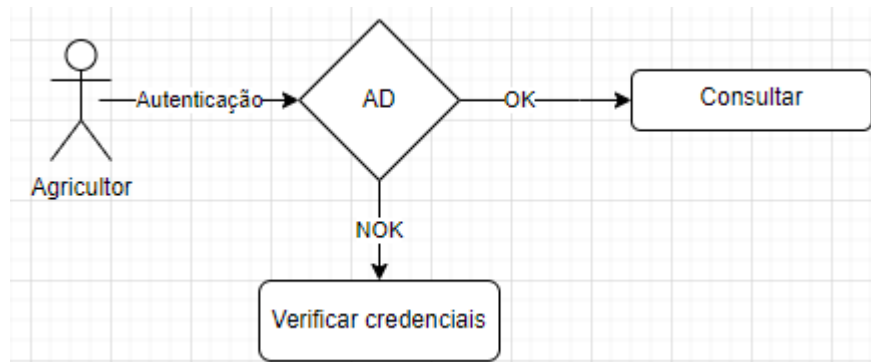 Autenticação
AD
OK
Consultar
Agricultor
NOK
Verificar credenciais